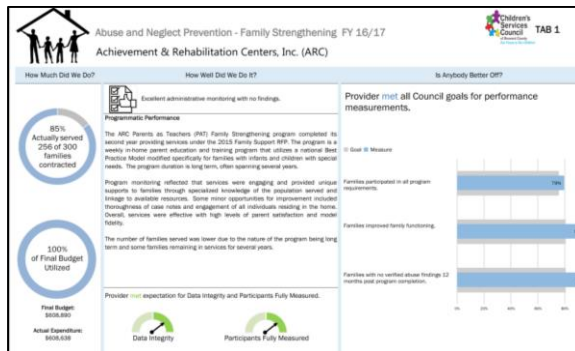 Abuse and Neglect Prevention - Family Strengthening FY 16/17
Achievement & Rehabilitation Centers, Inc. (ARC)
Children's
Services
Council
TAB 1
How Much Did We Do?
How Well Did We Do It?
Is Anybody Better Off?
85%
Actually served
256 of 300
families
contracted
100%
of Final Budget
Utilized
Final Budget:
$608,890
Actual Expenditure:
$608,638
Excellent administrative monitoring with no findings.
Programmatic Performance
The ARC Parents as Teachers (PAT) Family Strengthening program completed its
second year providing services under the 2015 Family Support RFP. The program is a
weekly in-home parent education and training program that utilizes a national Best
Practice Model modified specifically for families with infants and children with special
needs. The program duration is long term, often spanning several years.
Program monitoring reflected that services were engaging and provided unique
supports to families through specialized knowledge of the population served and
linkage to available resources. Some minor opportunities for improvement included
thoroughness of case notes and engagement of all individuals residing in the home.
Overall, services were effective with high levels of parent satisfaction and model
fidelity.
The number of families served was lower due to the nature of the program being long
term and some families remaining in services for several years.
Provider met expectation for Data Integrity and Participants Fully Measured.
Data Integrity
Participants Fully Measured
Provider met all Council goals for performance
measurements.
Goal
Measure
Families participated in all program
requirements.
79%
Families improved family functioning.
Families with no verified abuse findings 12
months post program completion.
0%
20%
40%
60%
80%